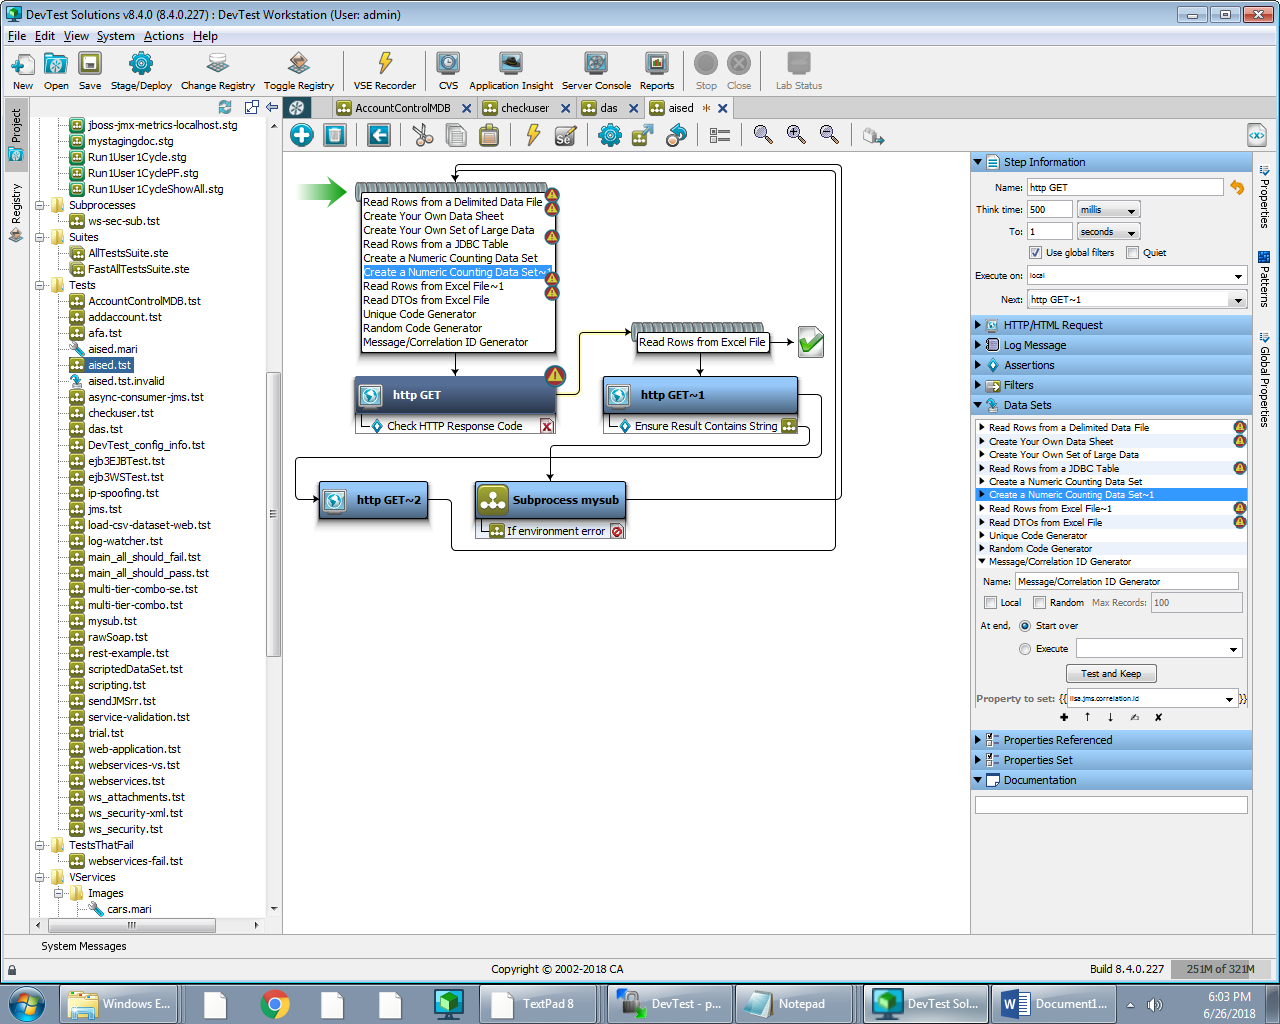 DevTest Solutions v8.4.0 (8.4.0.227) : DevTest Workstation (User: admin)
File Edit View System Actions Help
New Open Save Stage/Deploy Change Registry Toggle Registry VSE Recorder CVS Application Insight Server Console Reports Stop Close Lab Status
Project
Registry
AccountControlMDB checkuser das aised
jboss-jmx-metrics-localhost.stg
mystagingdoc.stg
Run1User1Cycle.stg
Run1User1CyclePF.stg
Run1User1CycleShowAll.stg
Subprocesses
ws-sec-sub.tst
Suites
AllTestsSuite.ste
FastAllTestsSuite.ste
Tests
AccountControlMDB.tst
addaccount.tst
afa.tst
aised.mari
aised.tst
aised.tst.invalid
async-consumer-jms.tst
checkuser.tst
das.tst
DevTest_config_info.tst
ejb3EJBTest.tst
ejb3WSTest.tst
ip-spoofing.tst
jms.tst
load-csv-dataset-web.tst
log-watcher.tst
main_all_should_fail.tst
main_all_should_pass.tst
multi-tier-combo-se.tst
multi-tier-combo.tst
mysub.tst
rawSoap.tst
rest-example.tst
scriptedDataSet.tst
scripting.tst
sendJMSrr.tst
service-validation.tst
trial.tst
web-application.tst
webservices-vs.tst
webservices.tst
ws_attachments.tst
ws_security-xml.tst
ws_security.tst
TestsThatFail
webservices-fail.tst
VServices
Images
cars.mari
Read Rows from a Delimited Data File
Create Your Own Data Sheet
Create Your Own Set of Large Data
Read Rows from a JDBC Table
Create a Numeric Counting Data Set
Create a Numeric Counting Data Set~1
Read Rows from Excel File~1
Read DTOs from Excel File
Unique Code Generator
Random Code Generator
Message/Correlation ID Generator
http GET
Check HTTP Response Code
Read Rows from Excel File
http GET~1
Ensure Result Contains String
http GET~2
Subprocess mysub
If environment error
Step Information
Name: http GET
Think time: 500 millis
To: 1 seconds
Use global filters Quiet
Execute on: local
Next: http GET~1
HTTP/HTML Request
Log Message
Assertions
Filters
Data Sets
Read Rows from a Delimited Data File
Create Your Own Data Sheet
Create Your Own Set of Large Data
Read Rows from a JDBC Table
Create a Numeric Counting Data Set
Create a Numeric Counting Data Set~1
Read Rows from Excel File~1
Read DTOs from Excel File
Unique Code Generator
Random Code Generator
Message/Correlation ID Generator
Name: Message/Correlation ID Generator
Local Random Max Records: 100
At end, Start over
Execute
Test and Keep
Property to set: {{ lisa.jms.correlation.id }}
Properties Referenced
Properties Set
Documentation
Properties
Patterns
Global Properties
System Messages
Copyright © 2002-2018 CA
Build 8.4.0.227 251M of 321M
Windows E... TextPad 8 DevTest - p... Notepad DevTest Sol... Document1...
6:03 PM
6/26/2018